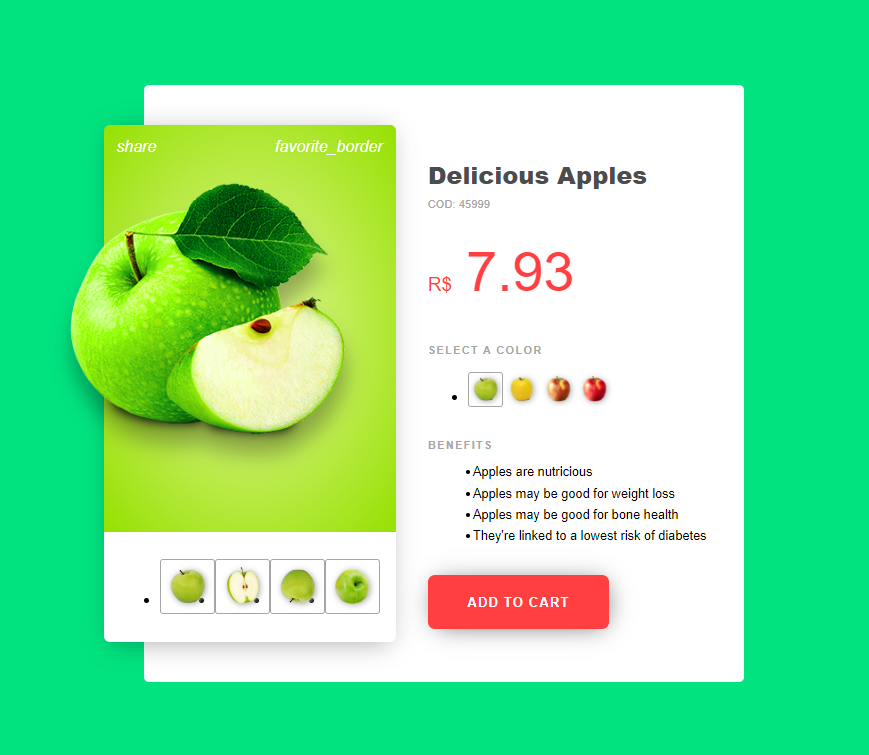 share
favorite_border
Delicious Apples
COD: 45999
R$ 7.93
SELECT A COLOR
BENEFITS
• Apples are nutricious
• Apples may be good for weight loss
• Apples may be good for bone health
• They're linked to a lowest risk of diabetes
ADD TO CART